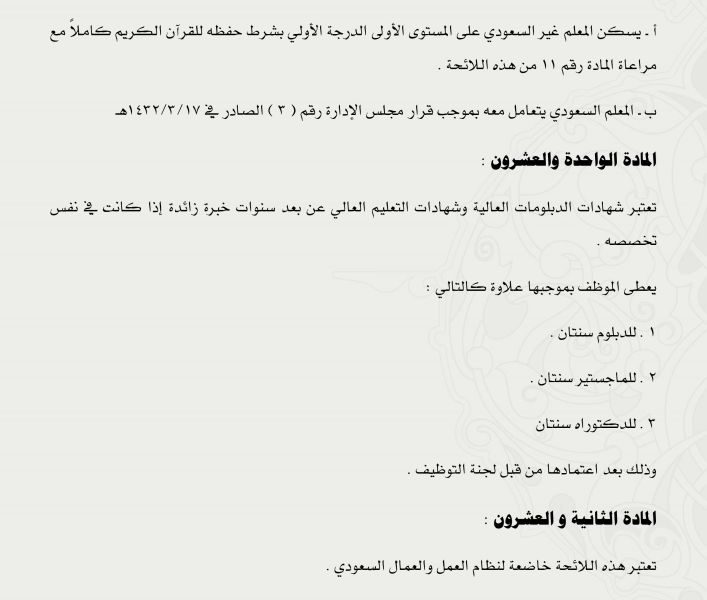 أ ـ يسكن المعلم غير السعودي على المستوى الأولى الدرجة الأولي بشرط حفظه للقرآن الكريم كاملاً مع
مراعاة المادة رقم ١١ من هذه اللائحة .
ب ـ المعلم السعودي يتعامل معه بموجب قرار مجلس الإدارة رقم ( ٣ ) الصادر في ١٤٣٢/٣/١٧هـ
المادة الواحدة والعشرون :
تعتبر شهادات الدبلومات العالية وشهادات التعليم العالي عن بعد سنوات خبرة زائدة إذا كانت في نفس
تخصصه .
يعطى الموظف بموجبها علاوة كالتالي :
١ . للدبلوم سنتان .
٢ . للماجستير سنتان .
٣ . للدكتوراه سنتان
وذلك بعد اعتمادها من قبل لجنة التوظيف .
المادة الثانية و العشرون :
تعتبر هذه اللائحة خاضعة لنظام العمل والعمال السعودي .